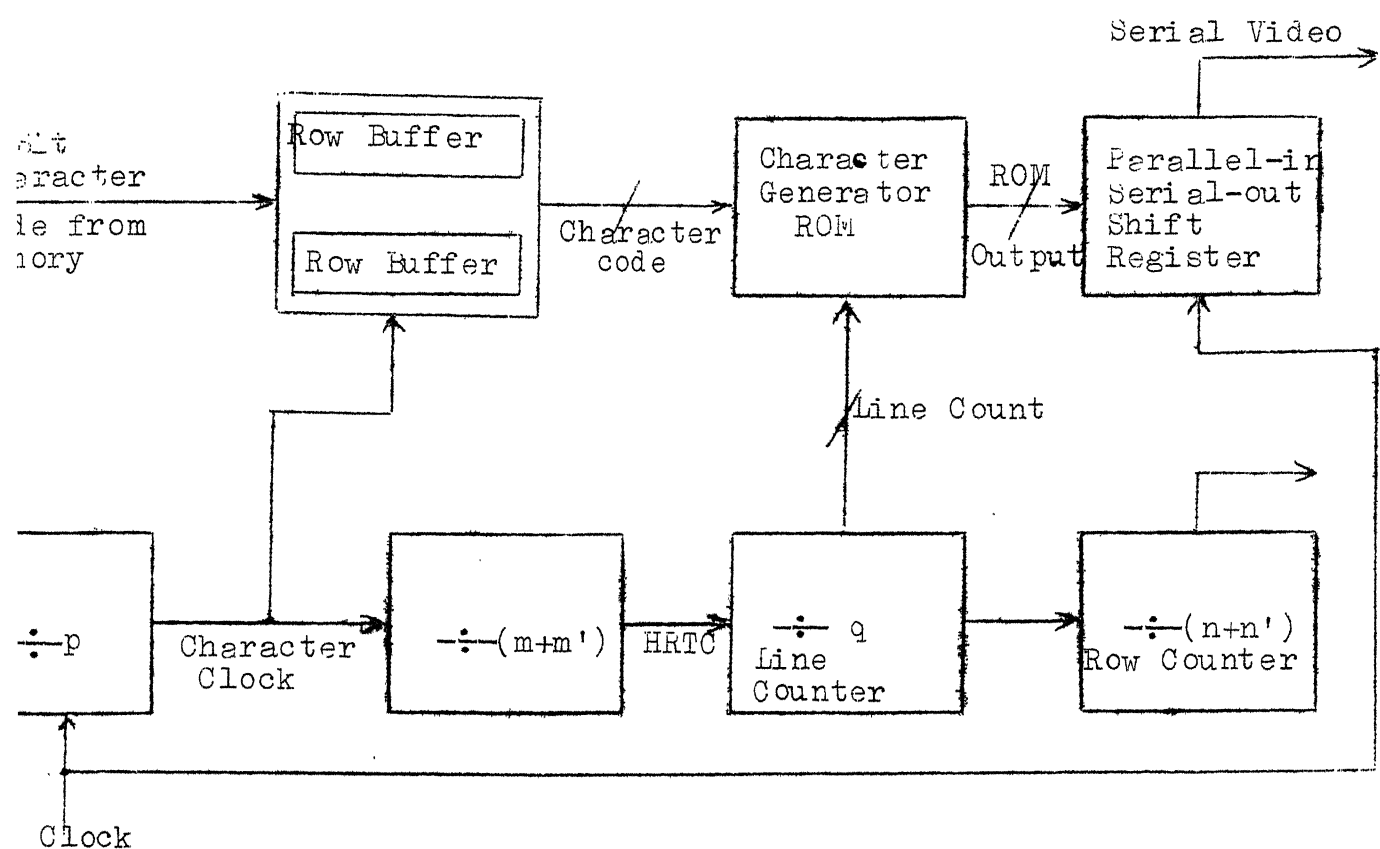 Serial Video
Row Buffer
Row Buffer
from
Character
code
Character
Generator
ROM
ROM
Output
Parallel-in
Serial-out
Shift
Register
Line Count
÷ p
Character
Clock
÷ (m+m')
HRTC
÷ q
Line
Counter
÷ (n+n')
Row Counter
Clock